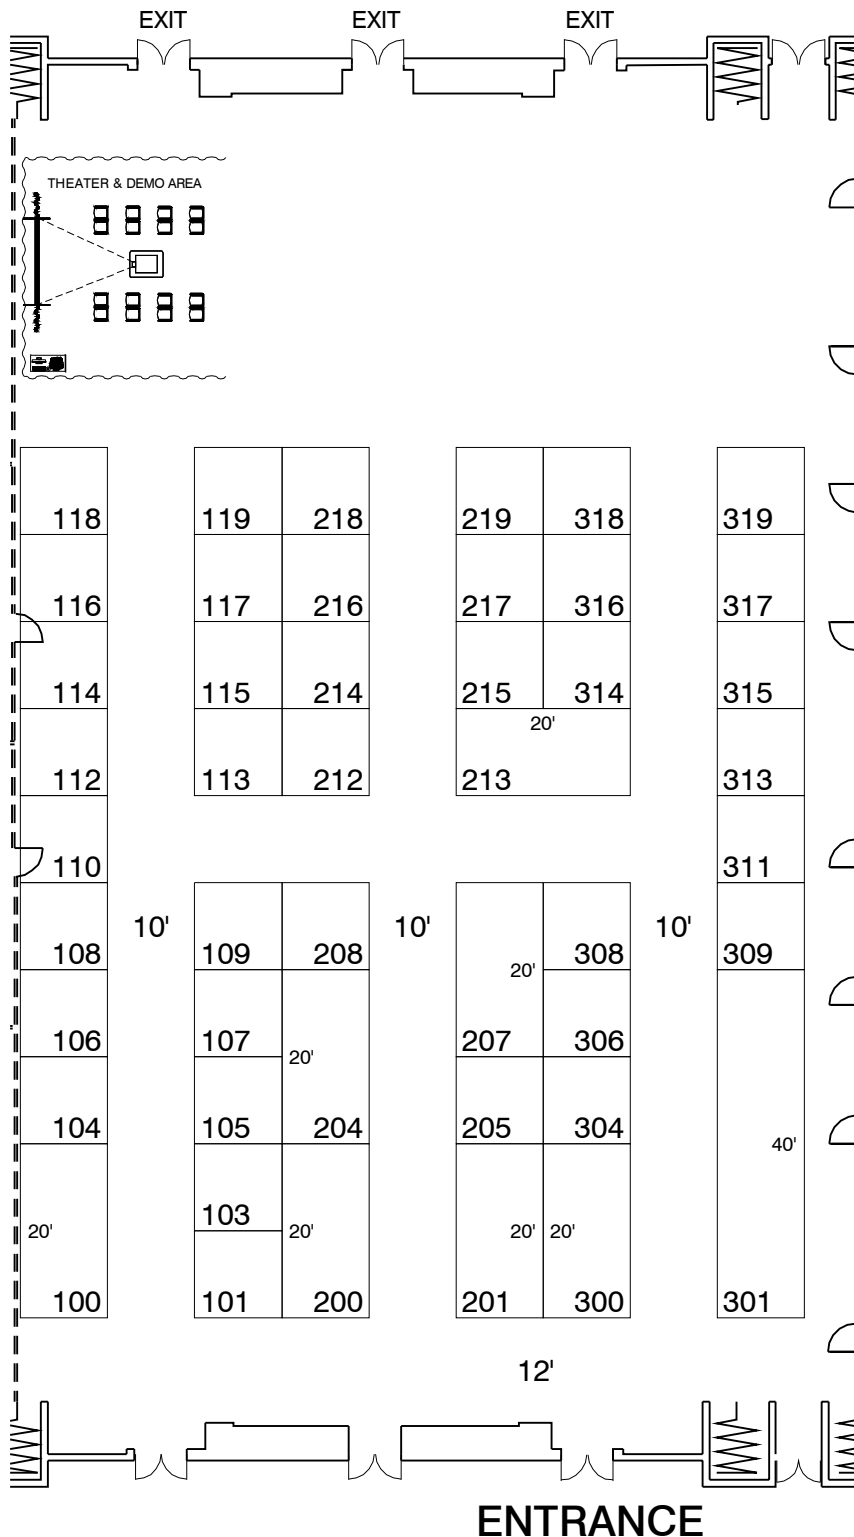 EXIT EXIT EXIT
THEATER & DEMO AREA
118 119 218 219 318 319
116 117 216 217 316 317
114 115 214 215 314 315
20'
112 113 212 213 313
110 311
10' 10' 10'
108 109 208 308 309
20'
106 107 207 306
20'
104 105 204 205 304
40'
103
20' 20' 20' 20'
100 101 200 201 300 301
12'
ENTRANCE